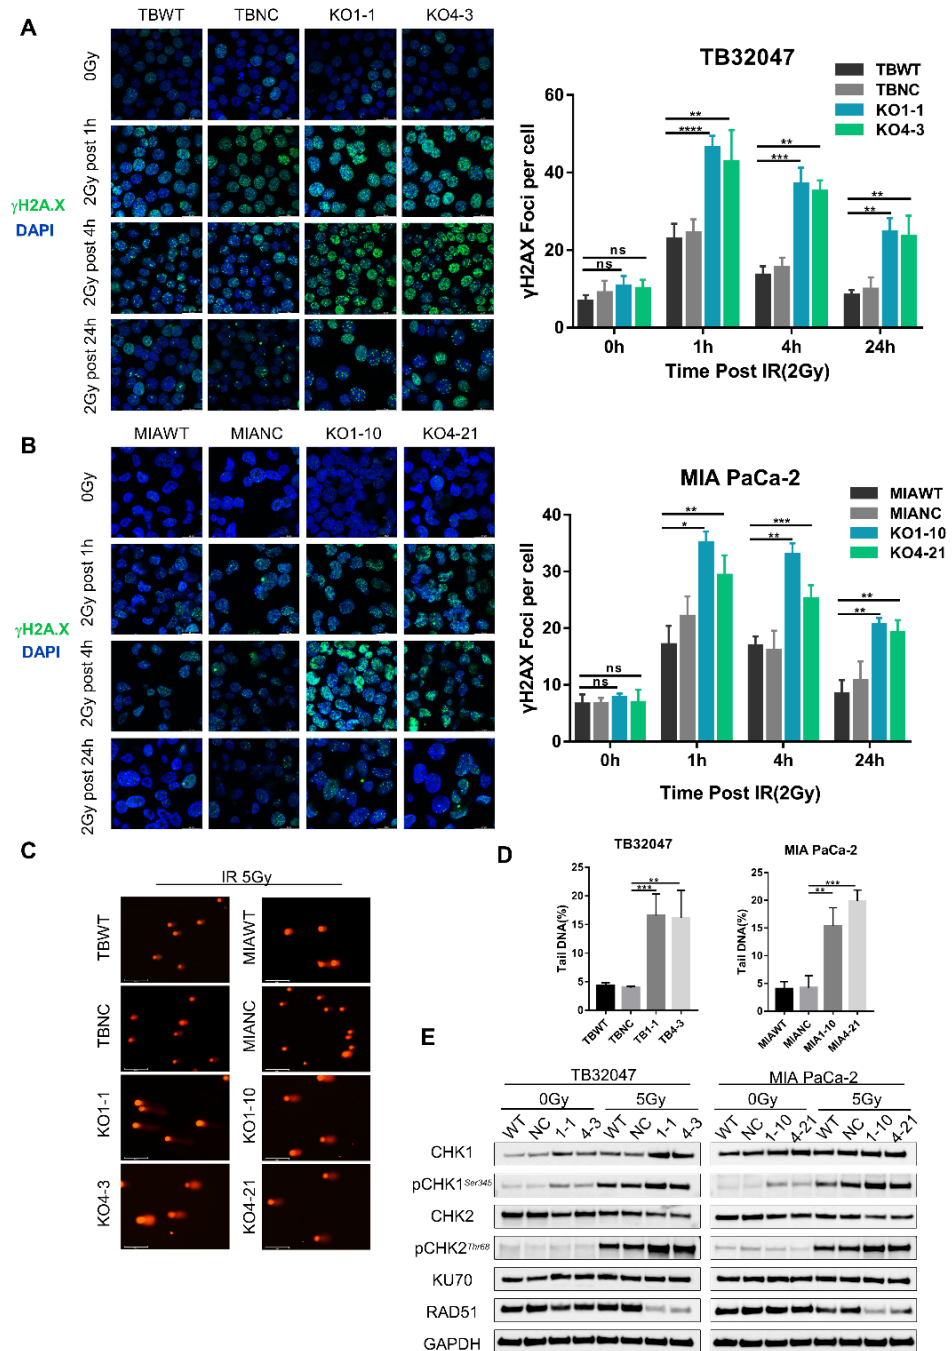 A
TBWT TBNC KO1-1 KO4-3
0Gy
2Gy post 1h
2Gy post 4h
2Gy post 24h
γH2A.X
DAPI
TB32047
TBWT
TBNC
KO1-1
KO4-3
γH2AX Foci per cell
60
40
20
0
ns
ns
****
**
***
**
**
**
0h 1h 4h 24h
Time Post IR(2Gy)
B
MIAWT MIANC KO1-10 KO4-21
0Gy
2Gy post 1h
2Gy post 4h
2Gy post 24h
γH2A.X
DAPI
MIA PaCa-2
MIAWT
MIANC
KO1-10
KO4-21
γH2AX Foci per cell
40
30
20
10
0
ns
ns
*
**
**
***
**
**
0h 1h 4h 24h
Time Post IR(2Gy)
C
IR 5Gy
TBWT MIAWT
TBNC MIANC
KO1-1 KO1-10
KO4-3 KO4-21
D
TB32047
Tail DNA(%)
20
15
10
5
0
***
**
TBWT TBNC TB1-1 TB4-3
MIA PaCa-2
Tail DNA(%)
25
20
15
10
5
0
**
***
MIAWT MIANC MIA1-10 MIA4-21
E
TB32047 MIA PaCa-2
0Gy 5Gy 0Gy 5Gy
WT NC 1-1 4-3 WT NC 1-1 4-3 WT NC 1-10 4-21 WT NC 1-10 4-21
CHK1
pCHK1Ser345
CHK2
pCHK2Thr68
KU70
RAD51
GAPDH